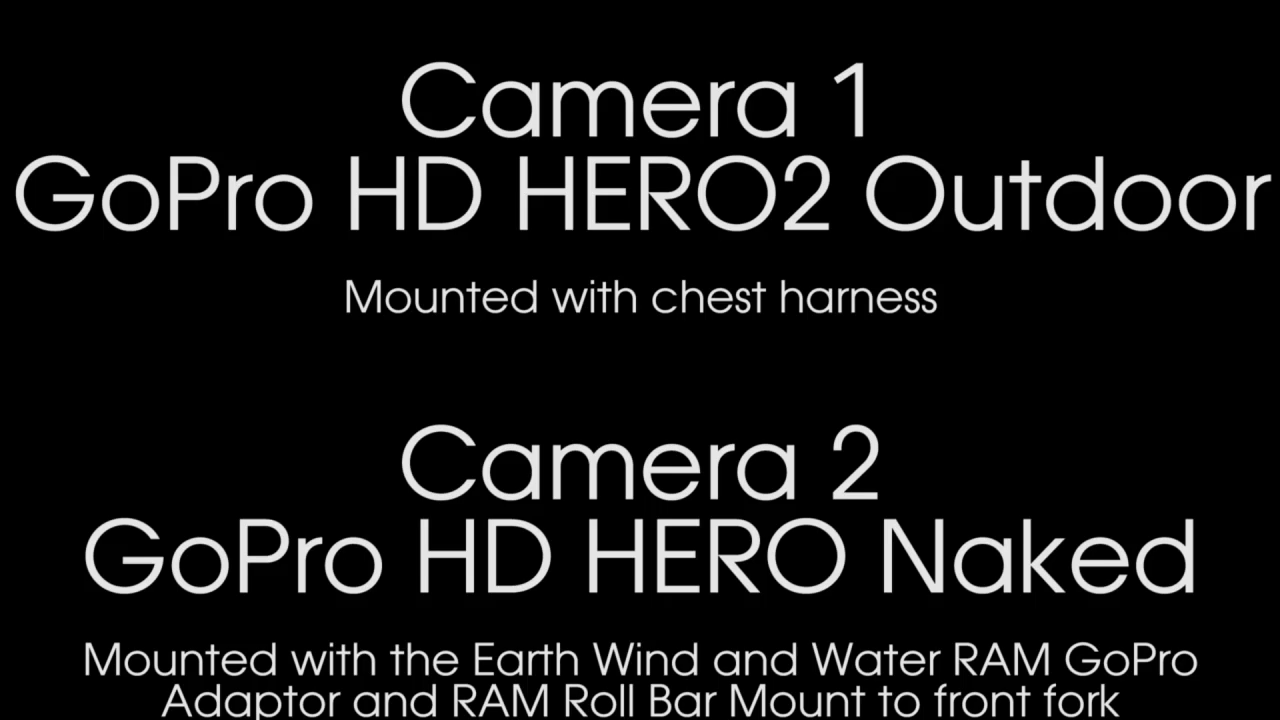 Camera 1
GoPro HD HERO2 Outdoor
Mounted with chest harness
Camera 2
GoPro HD HERO Naked
Mounted with the Earth Wind and Water RAM GoPro
Adaptor and RAM Roll Bar Mount to front fork